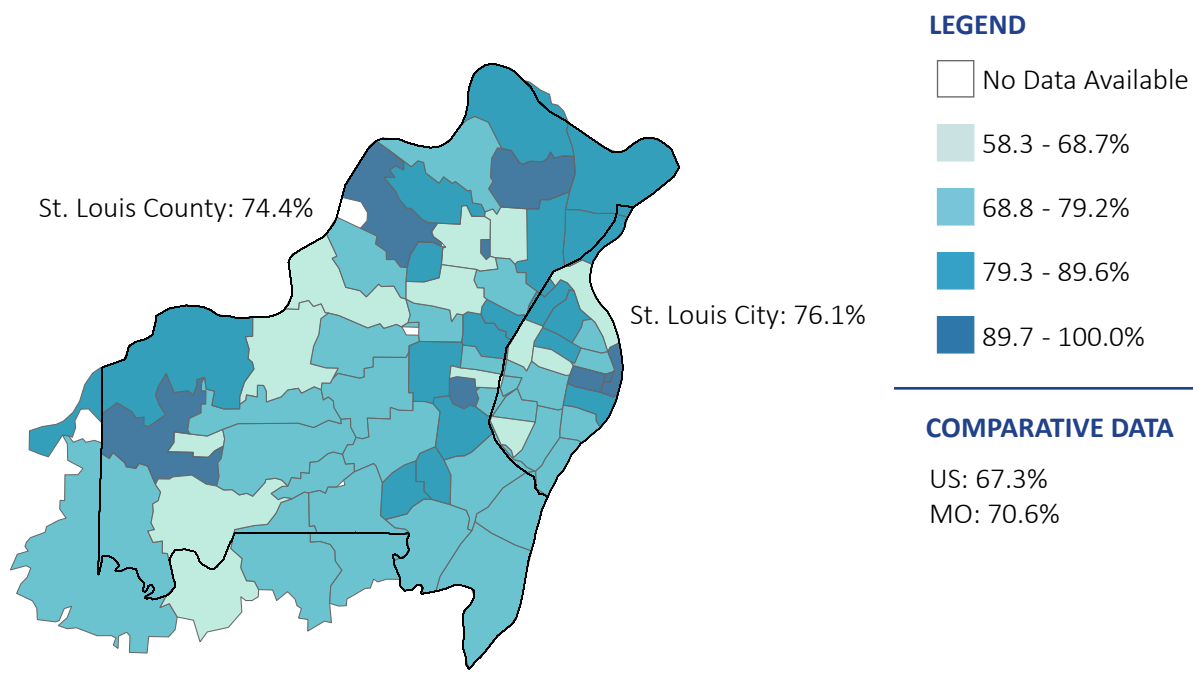 LEGEND
No Data Available
58.3 - 68.7%
68.8 - 79.2%
79.3 - 89.6%
89.7 - 100.0%
St. Louis County: 74.4%
St. Louis City: 76.1%
COMPARATIVE DATA
US: 67.3%
MO: 70.6%